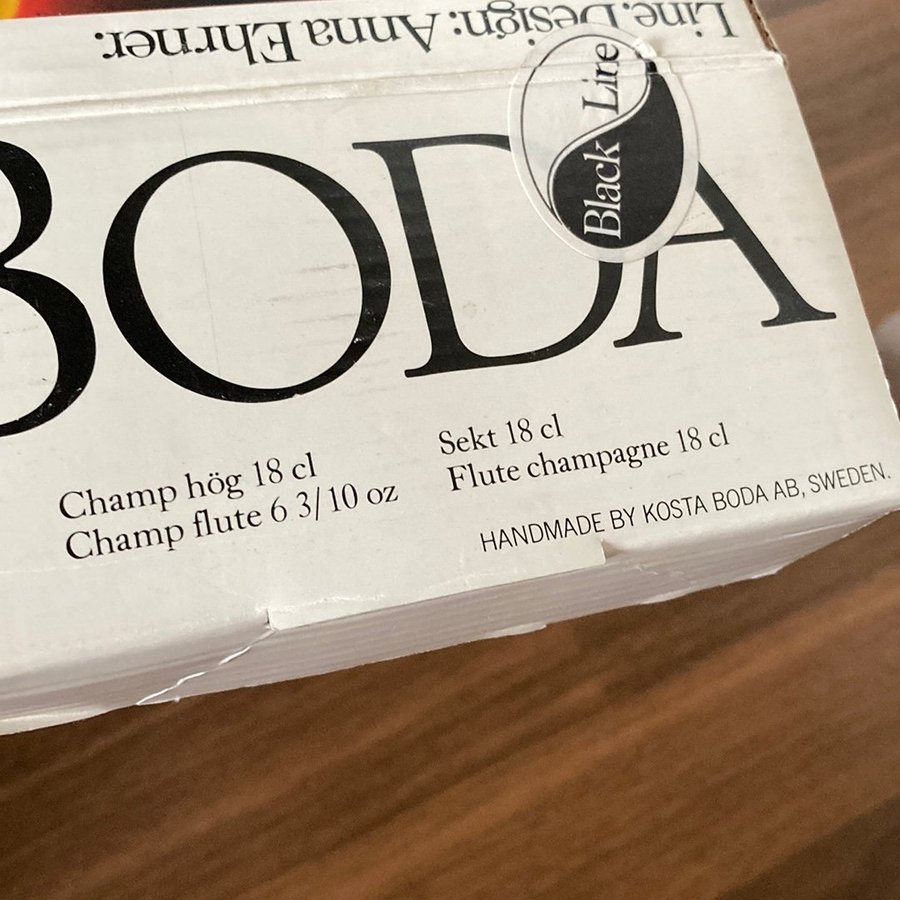 Line. Design: Anna Ehrner.
BODA
Black Line
Champ hög 18 cl
Champ flute 6 3/10 oz
Sekt 18 cl
Flute champagne 18 cl
HANDMADE BY KOSTA BODA AB, SWEDEN.